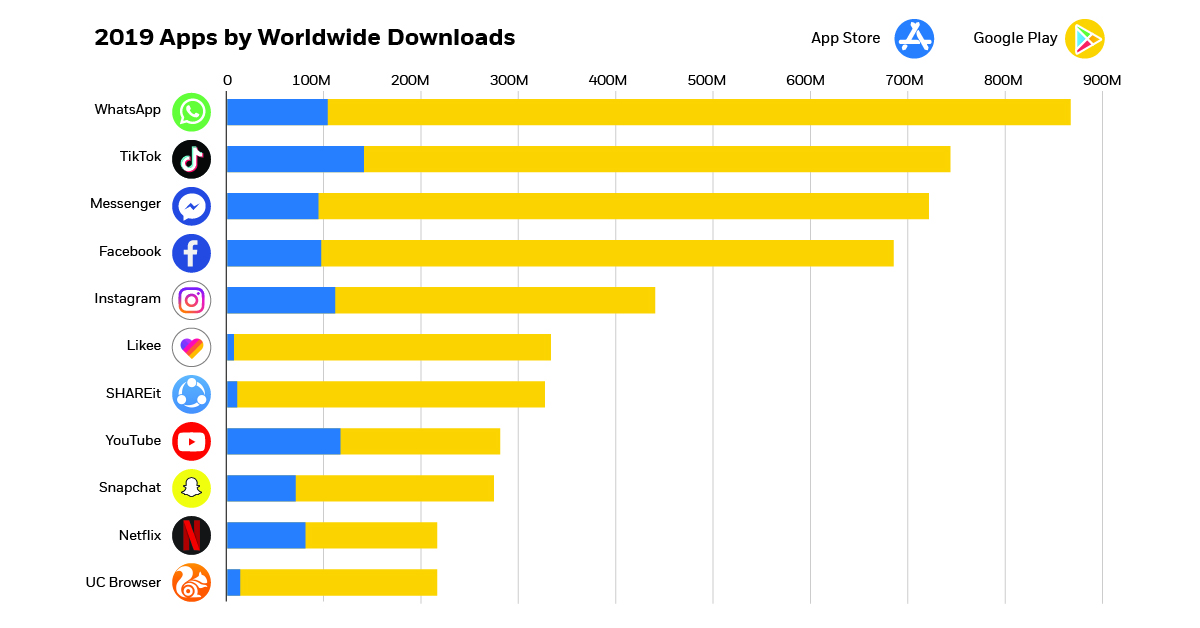 2019 Apps by Worldwide Downloads
App Store
Google Play
0 100M 200M 300M 400M 500M 600M 700M 800M 900M
WhatsApp
TikTok
Messenger
Facebook
Instagram
Likee
SHAREit
YouTube
Snapchat
Netflix
UC Browser